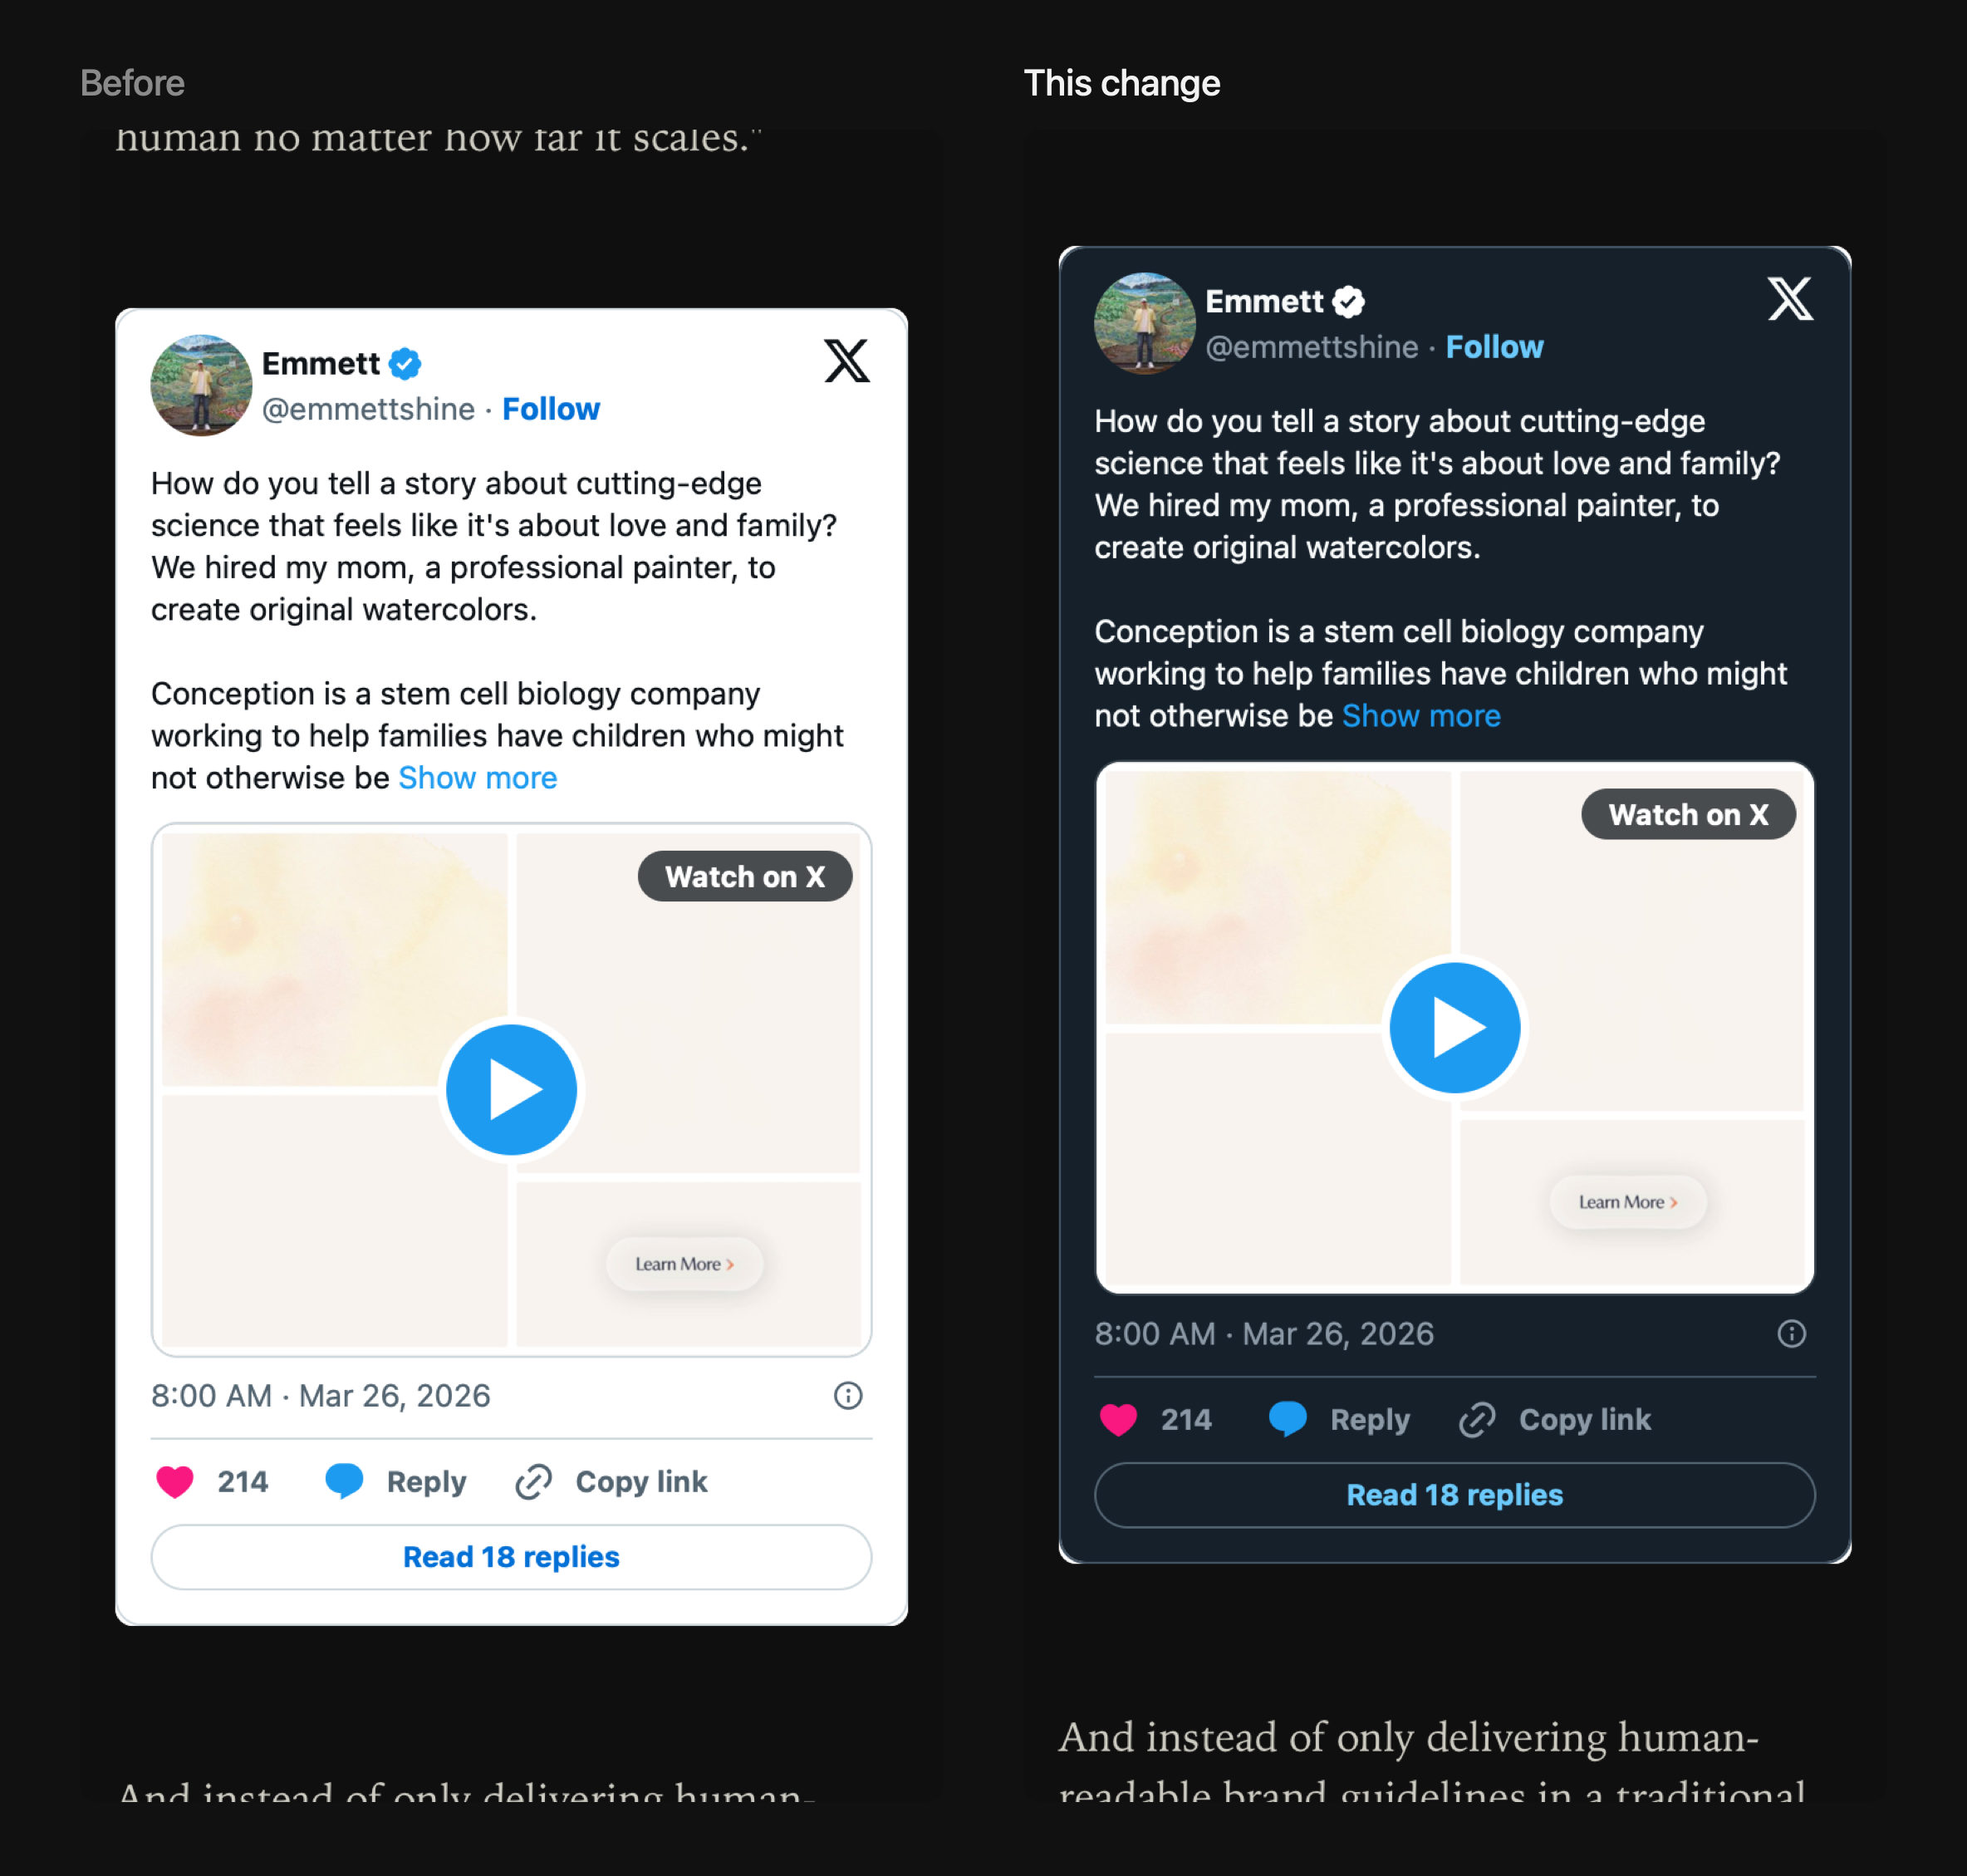 Before
human no matter how far it scales."
Emmett
@emmettshine · Follow
How do you tell a story about cutting-edge
science that feels like it's about love and family?
We hired my mom, a professional painter, to
create original watercolors.
Conception is a stem cell biology company
working to help families have children who might
not otherwise be Show more
Watch on X
Learn More >
8:00 AM · Mar 26, 2026
214 Reply Copy link
Read 18 replies
And instead of only delivering human-
This change
Emmett
@emmettshine · Follow
How do you tell a story about cutting-edge
science that feels like it's about love and family?
We hired my mom, a professional painter, to
create original watercolors.
Conception is a stem cell biology company
working to help families have children who might
not otherwise be Show more
Watch on X
Learn More >
8:00 AM · Mar 26, 2026
214 Reply Copy link
Read 18 replies
And instead of only delivering human-
readable brand guidelines in a traditional